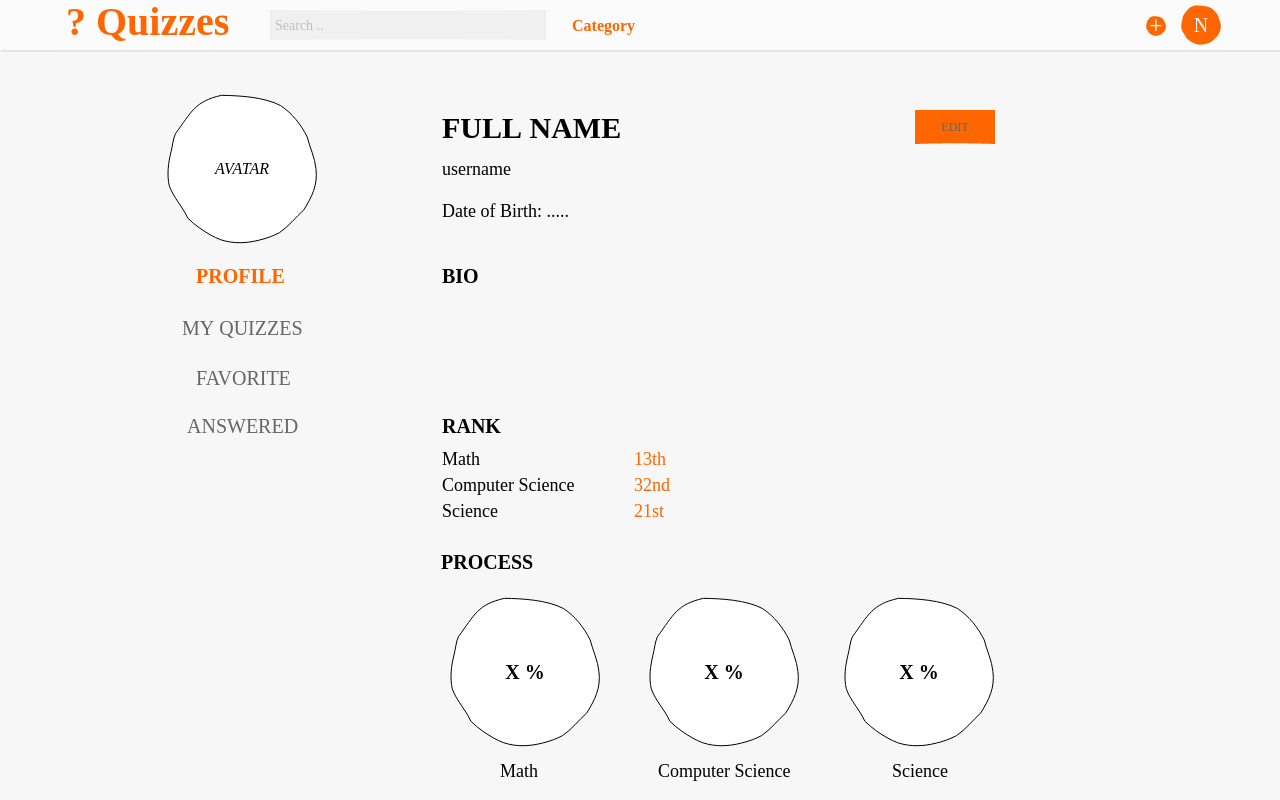 ? Quizzes
Search ..
Category
N
AVATAR
PROFILE
MY QUIZZES
FAVORITE
ANSWERED
FULL NAME
EDIT
username
Date of Birth: .....
BIO
RANK
Math 13th
Computer Science 32nd
Science 21st
PROCESS
X % X % X %
Math Computer Science Science